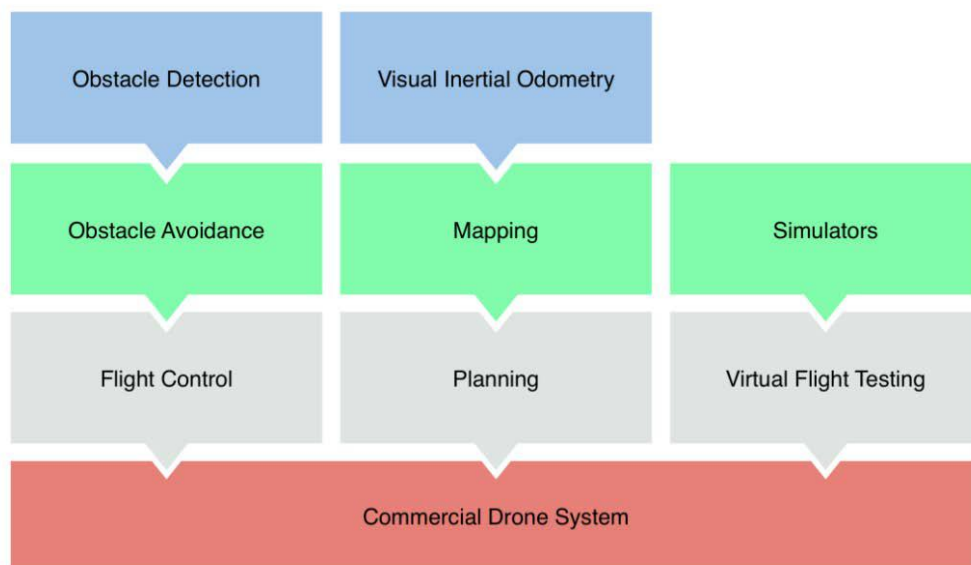 Obstacle Detection
Visual Inertial Odometry
Obstacle Avoidance
Mapping
Simulators
Flight Control
Planning
Virtual Flight Testing
Commercial Drone System